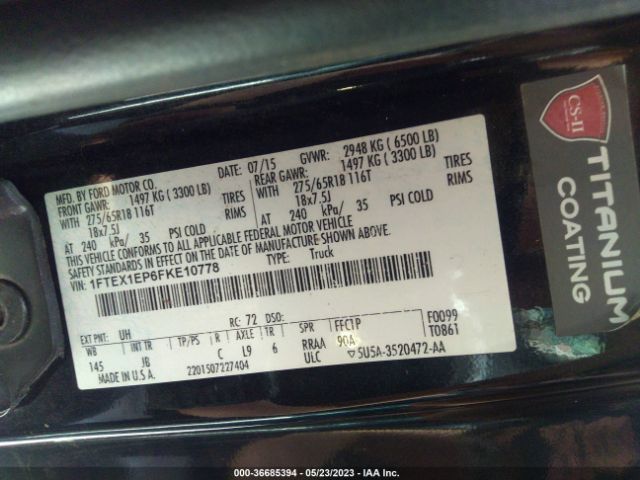 MFD. BY FORD MOTOR CO.
DATE: 07/15 GVWR: 2948 KG ( 6500 LB)
FRONT GAWR: 1497 KG ( 3300 LB) REAR GAWR: 1497 KG ( 3300 LB)
WITH 275/65R18 116T TIRES WITH 275/65R18 116T TIRES
18x7.5J RIMS 18x7.5J RIMS
AT 240 kPa/ 35 PSI COLD AT 240 kPa/ 35 PSI COLD
THIS VEHICLE CONFORMS TO ALL APPLICABLE FEDERAL MOTOR VEHICLE
SAFETY STANDARDS IN EFFECT ON THE DATE OF MANUFACTURE SHOWN ABOVE.
VIN: 1FTEX1EP6FKE10778
TYPE: Truck
EXT PNT: UH RC: 72 DSO:
WB INT TR TP/PS R AXLE TR SPR FFC1P F0099
145 JB C L9 6 RRAA 90A T0861
MADE IN U.S.A. 2201507227404 ULC 5U5A-3520472-AA
CS-II
TITANIUM
COATING
000-36685394 - 05/23/2023 - IAA Inc.